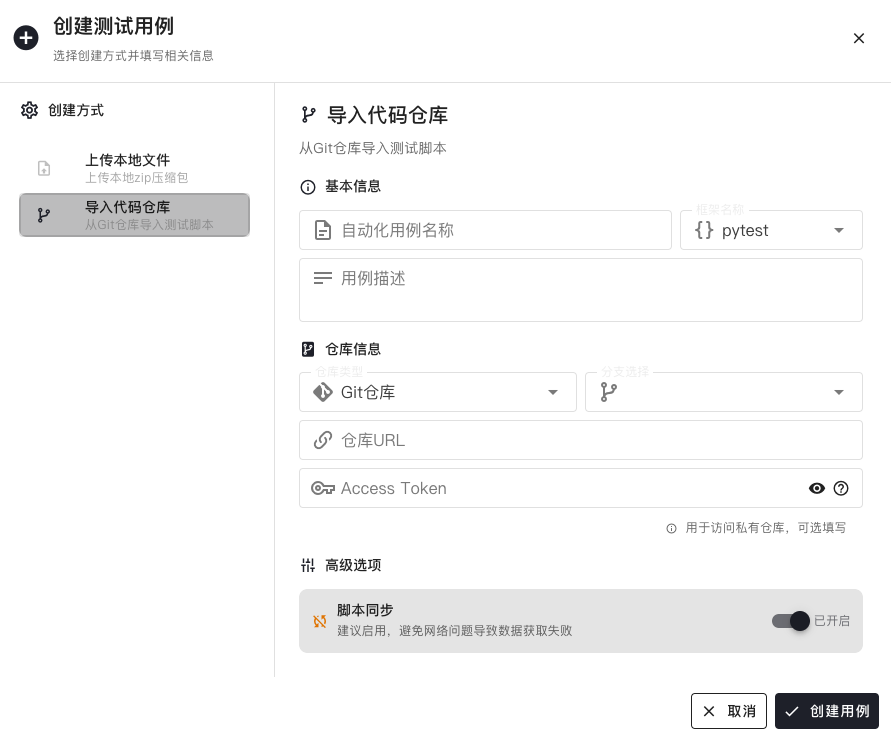 创建测试用例
选择创建方式并填写相关信息
创建方式
上传本地文件
上传本地zip压缩包
导入代码仓库
从Git仓库导入测试脚本
导入代码仓库
从Git仓库导入测试脚本
基本信息
自动化用例名称
框架名称
pytest
用例描述
仓库信息
仓库类型
Git仓库
分支选择
仓库URL
Access Token
用于访问私有仓库，可选填写
高级选项
脚本同步
建议启用，避免网络问题导致数据获取失败
已开启
取消
创建用例